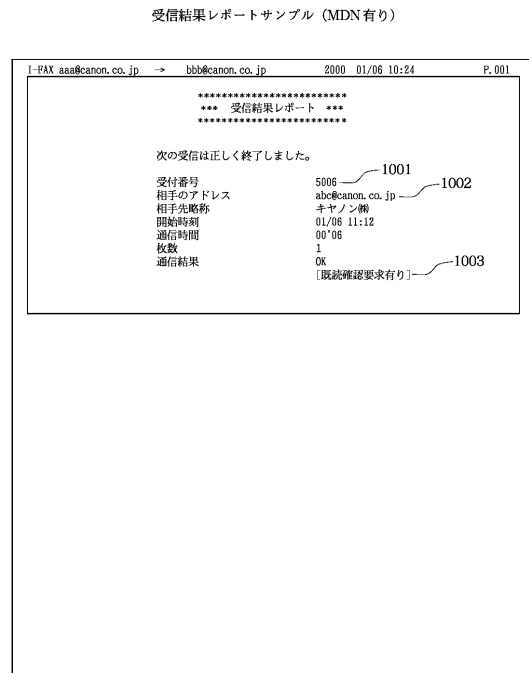 受信結果レポートサンプル（MDN有り）
I-FAX aaa@canon.co.jp → bbb@canon.co.jp 2000 01/06 10:24 P.001
*************************
*** 受信結果レポート ***
*************************
次の受信は正しく終了しました。
受付番号 5006 1001
相手のアドレス abc@canon.co.jp 1002
相手先略称 キヤノン㈱
開始時刻 01/06 11:12
通信時間 00'06
枚数 1
通信結果 OK 1003
[既読確認要求有り]